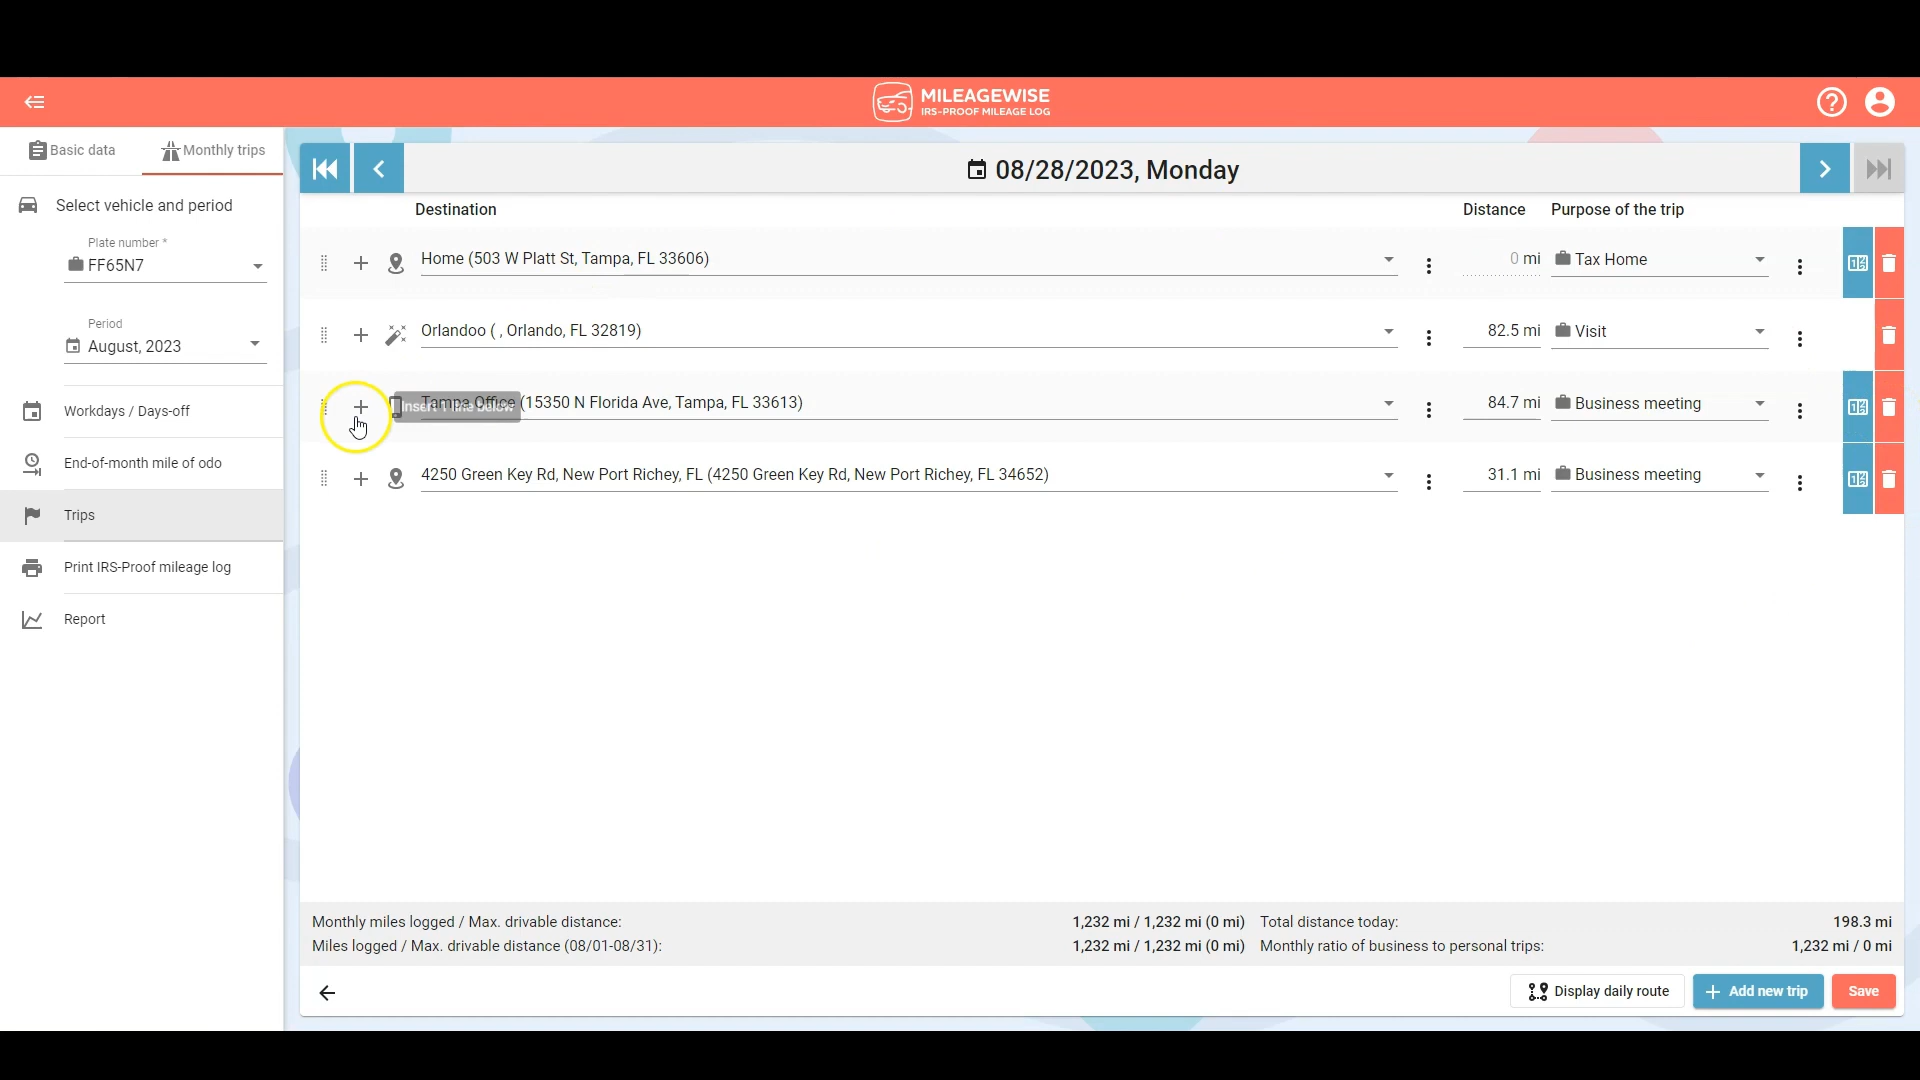 MILEAGEWISE
IRS-PROOF MILEAGE LOG
Basic data
Monthly trips
Select vehicle and period
Plate number *
FF65N7
Period
August, 2023
Workdays / Days-off
End-of-month mile of odo
Trips
Print IRS-Proof mileage log
Report
08/28/2023, Monday
Destination Distance Purpose of the trip
Home (503 W Platt St, Tampa, FL 33606) 0 mi Tax Home
Orlandoo ( , Orlando, FL 32819) 82.5 mi Visit
Insert 1 line below
Tampa Office (15350 N Florida Ave, Tampa, FL 33613) 84.7 mi Business meeting
4250 Green Key Rd, New Port Richey, FL (4250 Green Key Rd, New Port Richey, FL 34652) 31.1 mi Business meeting
Monthly miles logged / Max. drivable distance: 1,232 mi / 1,232 mi (0 mi) Total distance today: 198.3 mi
Miles logged / Max. drivable distance (08/01-08/31): 1,232 mi / 1,232 mi (0 mi) Monthly ratio of business to personal trips: 1,232 mi / 0 mi
Display daily route
Add new trip
Save